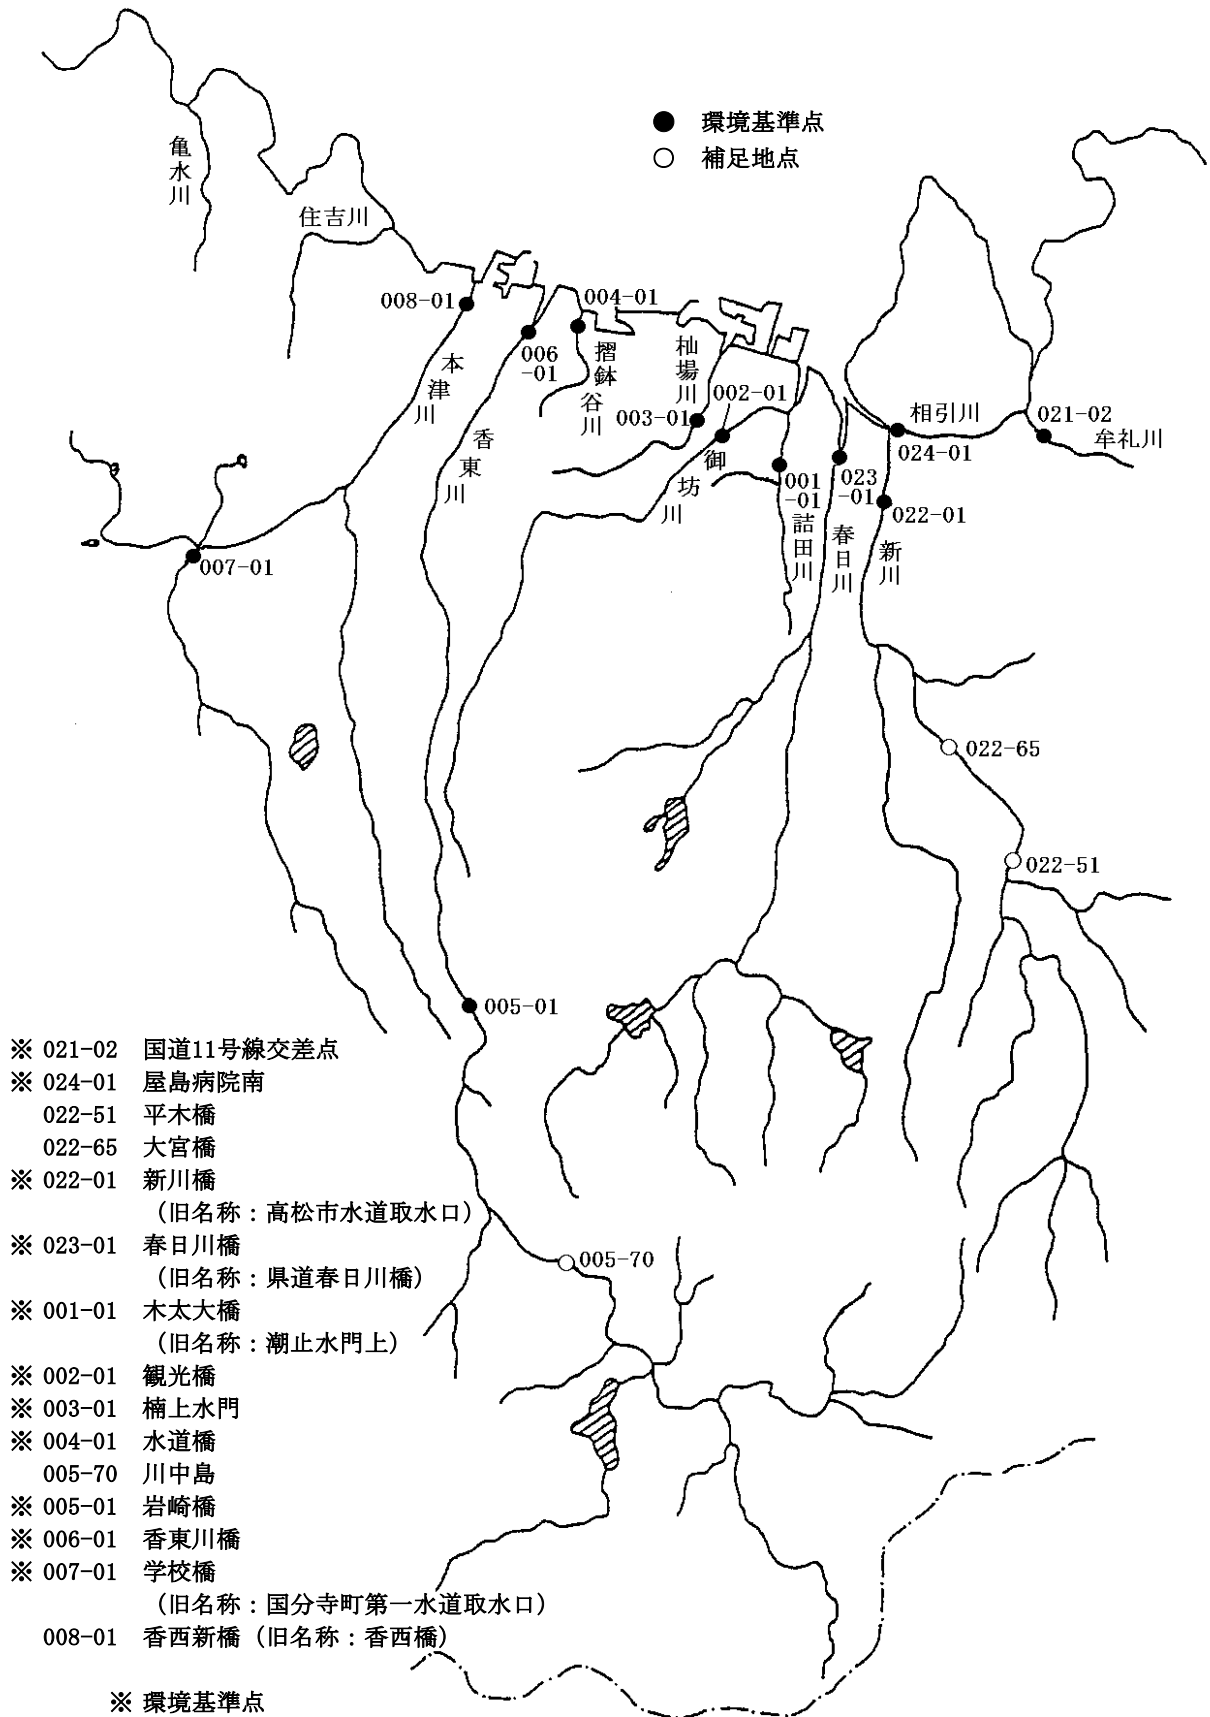 ● 環境基準点
○ 補足地点
亀水川
住吉川
008-01
004-01
006
-01
摺鉢谷川
杣場川
002-01
003-01
本津川
香東川
御坊川
相引川
021-02
牟礼川
024-01
001
-01
023
-01
022-01
詰田川
春日川
新川
007-01
022-65
022-51
005-01
005-70
※ 021-02 国道11号線交差点
※ 024-01 屋島病院南
022-51 平木橋
022-65 大宮橋
※ 022-01 新川橋
（旧名称：高松市水道取水口）
※ 023-01 春日川橋
（旧名称：県道春日川橋）
※ 001-01 木太大橋
（旧名称：潮止水門上）
※ 002-01 観光橋
※ 003-01 楠上水門
※ 004-01 水道橋
005-70 川中島
※ 005-01 岩崎橋
※ 006-01 香東川橋
※ 007-01 学校橋
（旧名称：国分寺町第一水道取水口）
008-01 香西新橋（旧名称：香西橋）
※ 環境基準点